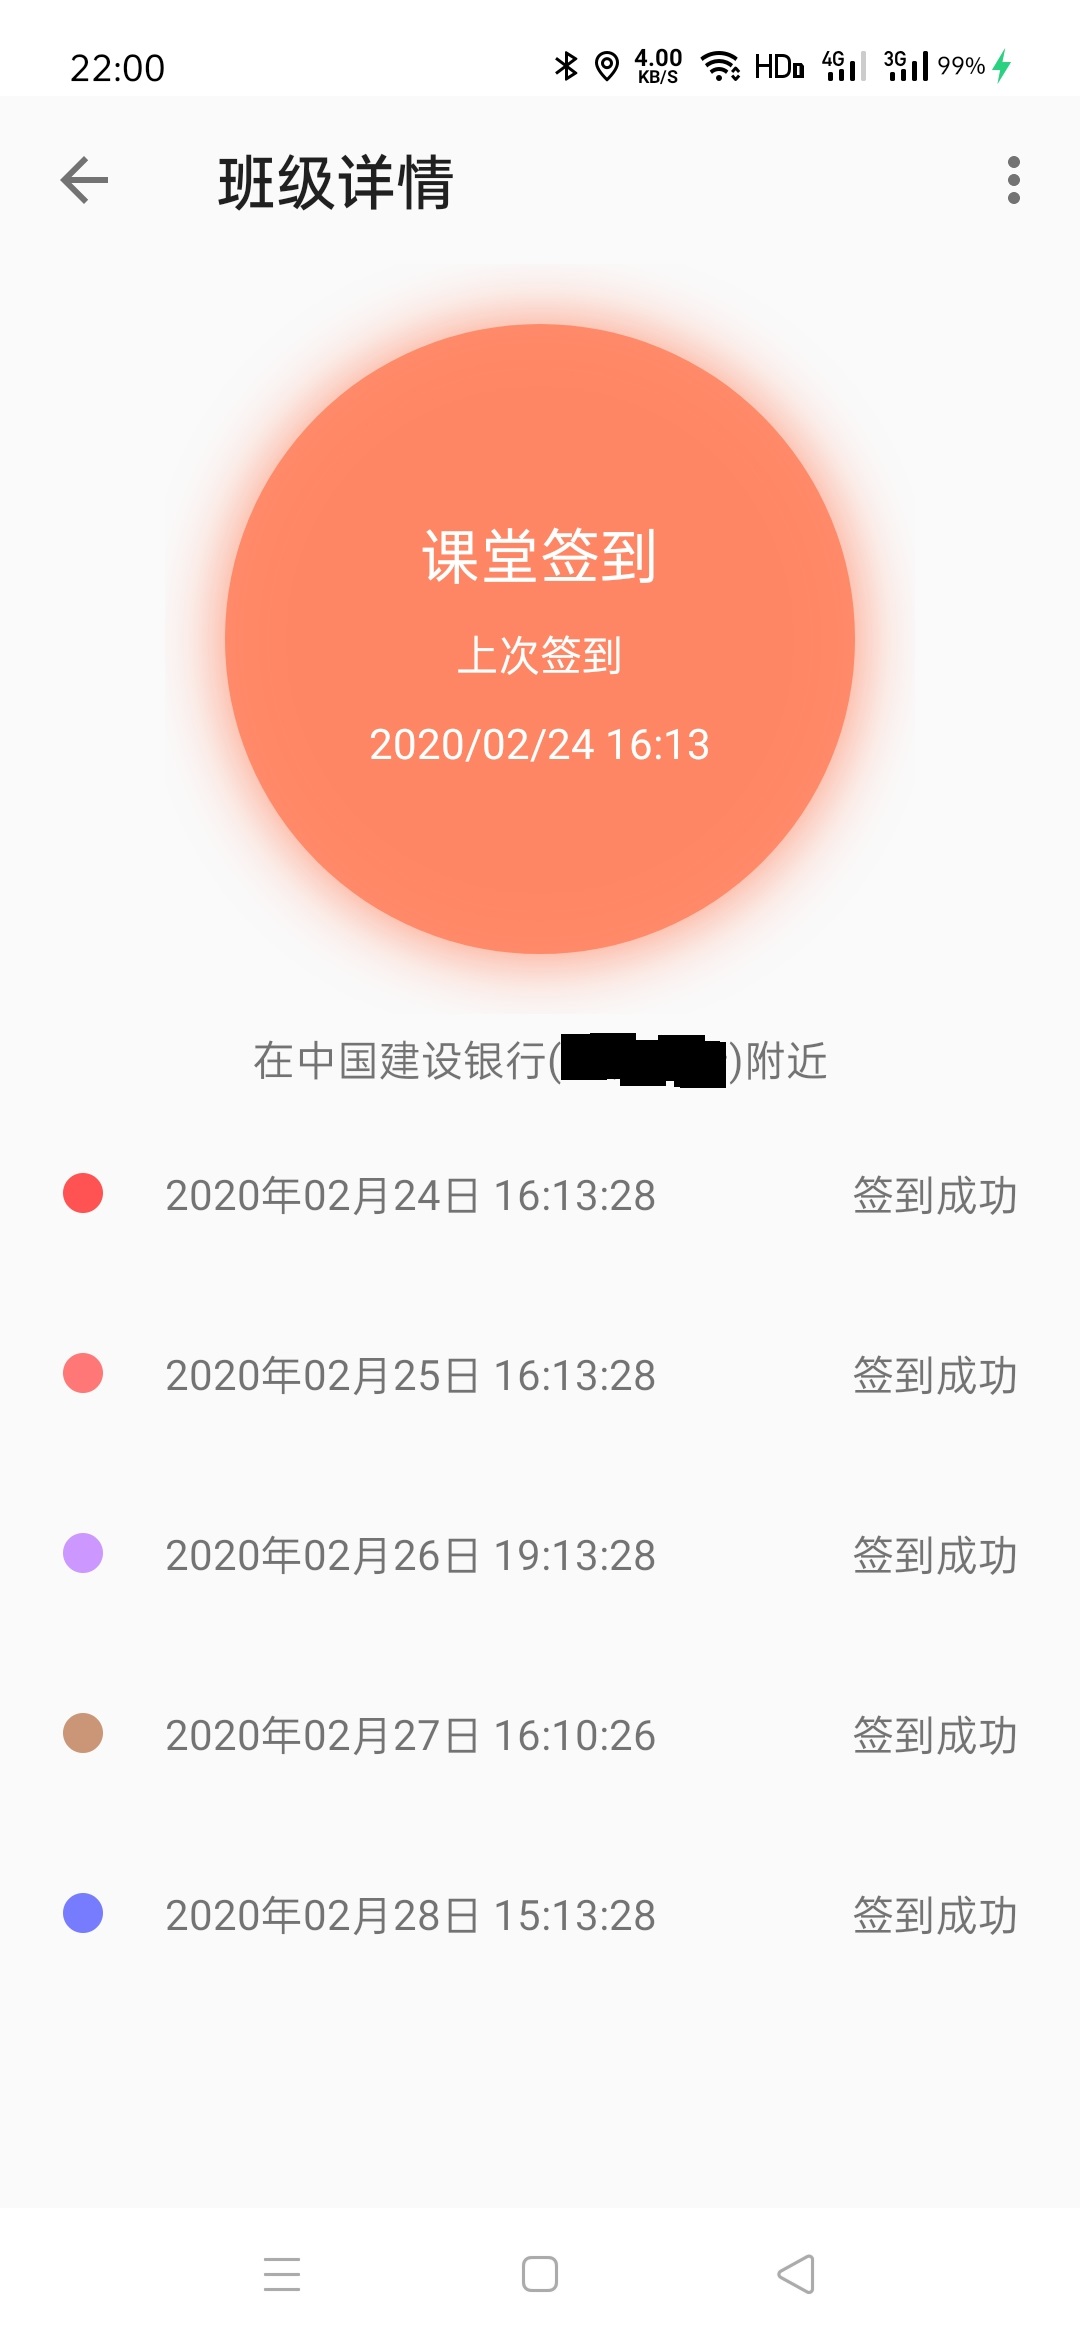 22:00 4.00 KB/S HD 4G 3G 99%
班级详情
课堂签到
上次签到
2020/02/24 16:13
在中国建设银行()附近
2020年02月24日 16:13:28 签到成功
2020年02月25日 16:13:28 签到成功
2020年02月26日 19:13:28 签到成功
2020年02月27日 16:10:26 签到成功
2020年02月28日 15:13:28 签到成功